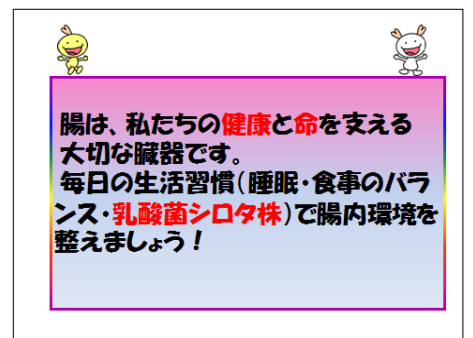 腸は、私たちの健康と命を支える
大切な臓器です。
毎日の生活習慣（睡眠・食事のバラ
ンス・乳酸菌シロタ株）で腸内環境を
整えましょう！